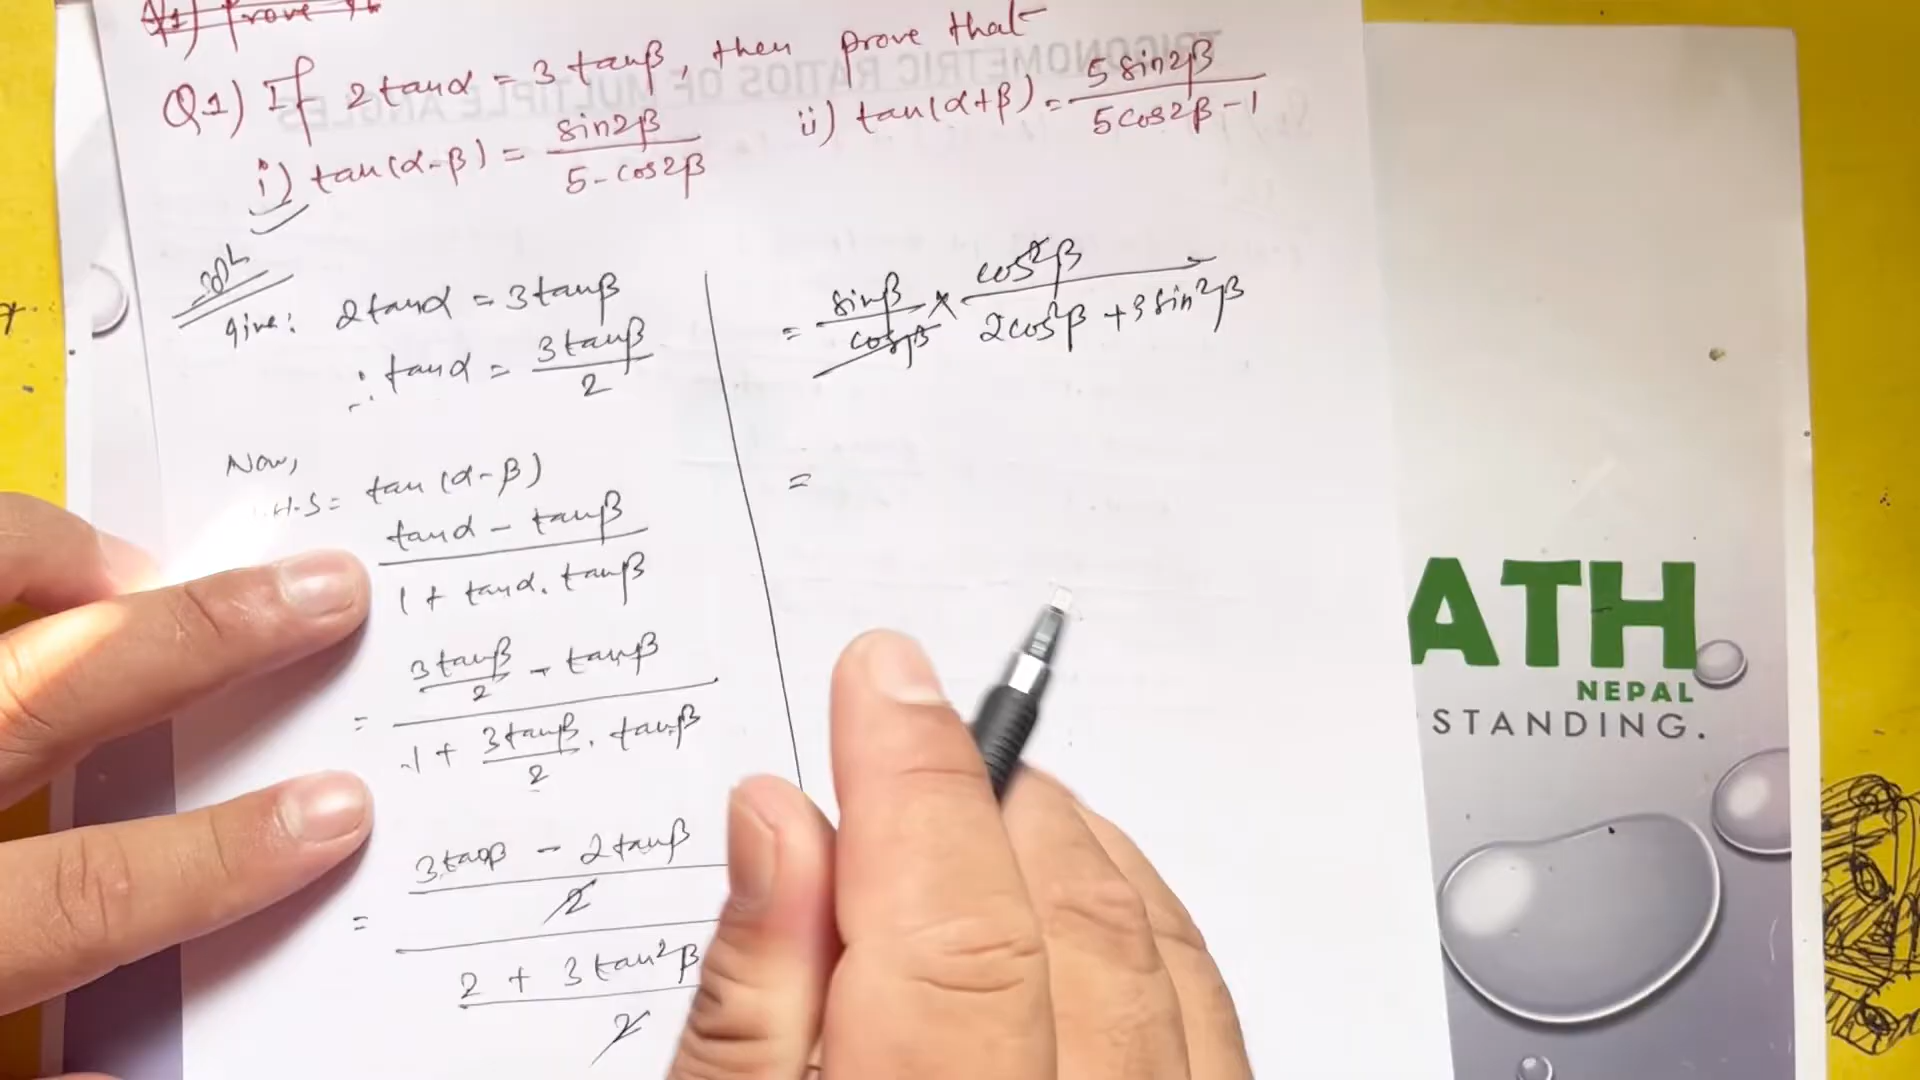 Q1) If 2tanα = 3tanβ, then prove that
i) tan(α-β) = sin2β / 5-cos2β
ii) tan(α+β) = 5sin2β / 5cos2β-1
soln
give: 2tanα = 3tanβ
∴ tanα = 3tanβ / 2
Now,
.H.S = tan(α-β)
tanα - tanβ / 1 + tanα. tanβ
= 3tanβ/2 - tanβ / 1 + 3tanβ/2 . tanβ
= 3tanβ - 2tanβ / 2 / 2 + 3tan²β / 2
= sinβ/cosβ × cos²β / 2cos²β + 3sin²β
=
ATH
NEPAL
STANDING.